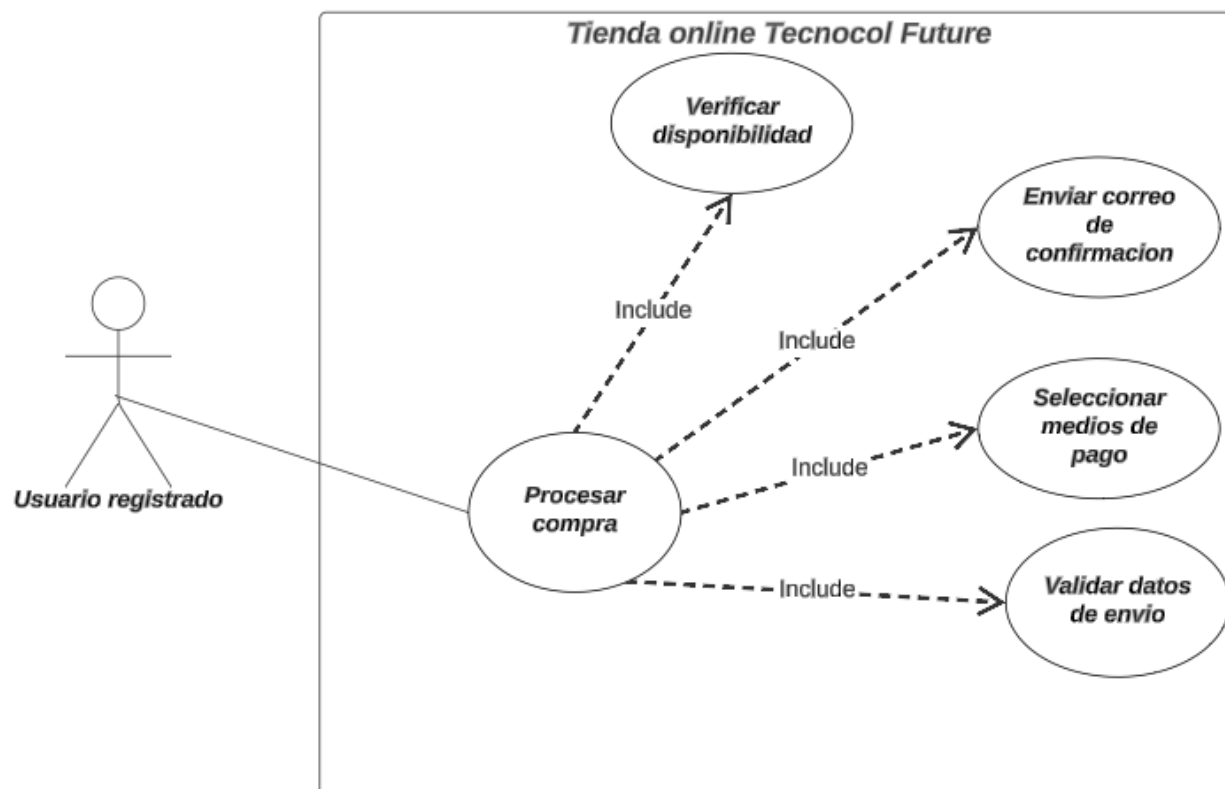 Tienda online Tecnocol Future
Verificar
disponibilidad
Enviar correo
de
confirmacion
Include
Include
Seleccionar
medios de
pago
Include
Usuario registrado
Procesar
compra
Include
Validar datos
de envio